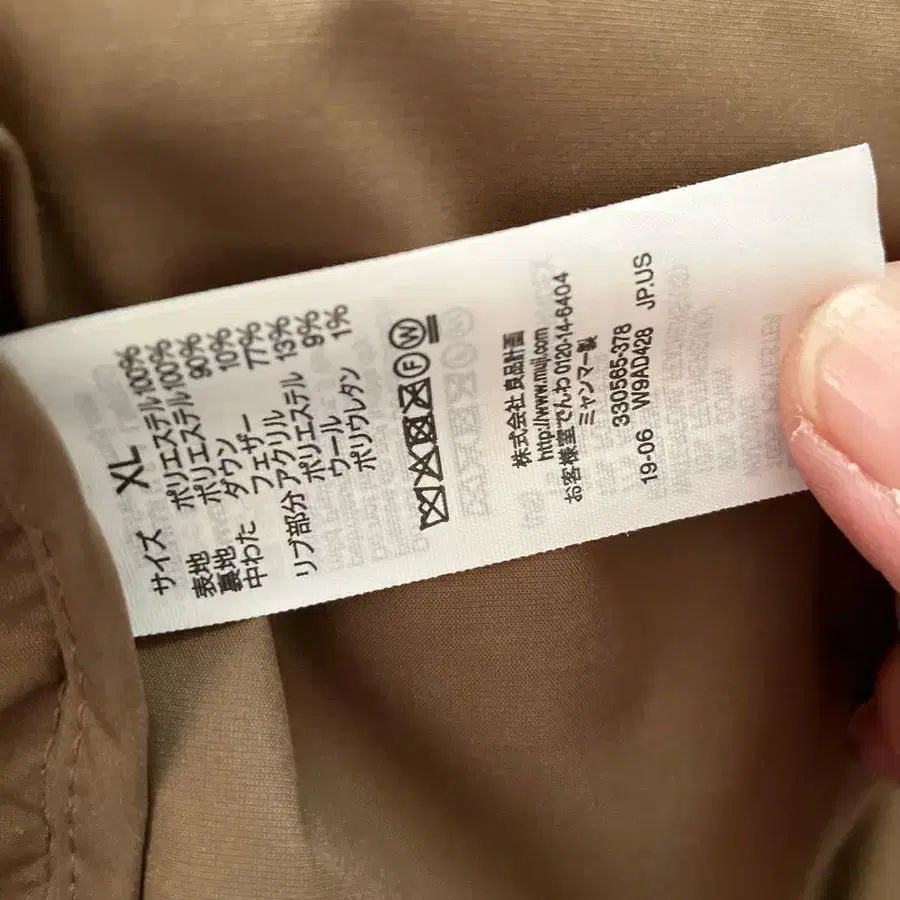 サイズ XL
表地 ポリエステル100%
裏地 ポリエステル100%
中わた ダウン 90%
フェザー 10%
リブ部分 アクリル 77%
ポリエステル 13%
ウール 9%
ポリウレタン 1%
F W
株式会社 良品計画
http://www.muji.com
お客様室でんわ 0120-14-6404
ミャンマー製
330565-378
19-06 W9AD428 JP.US